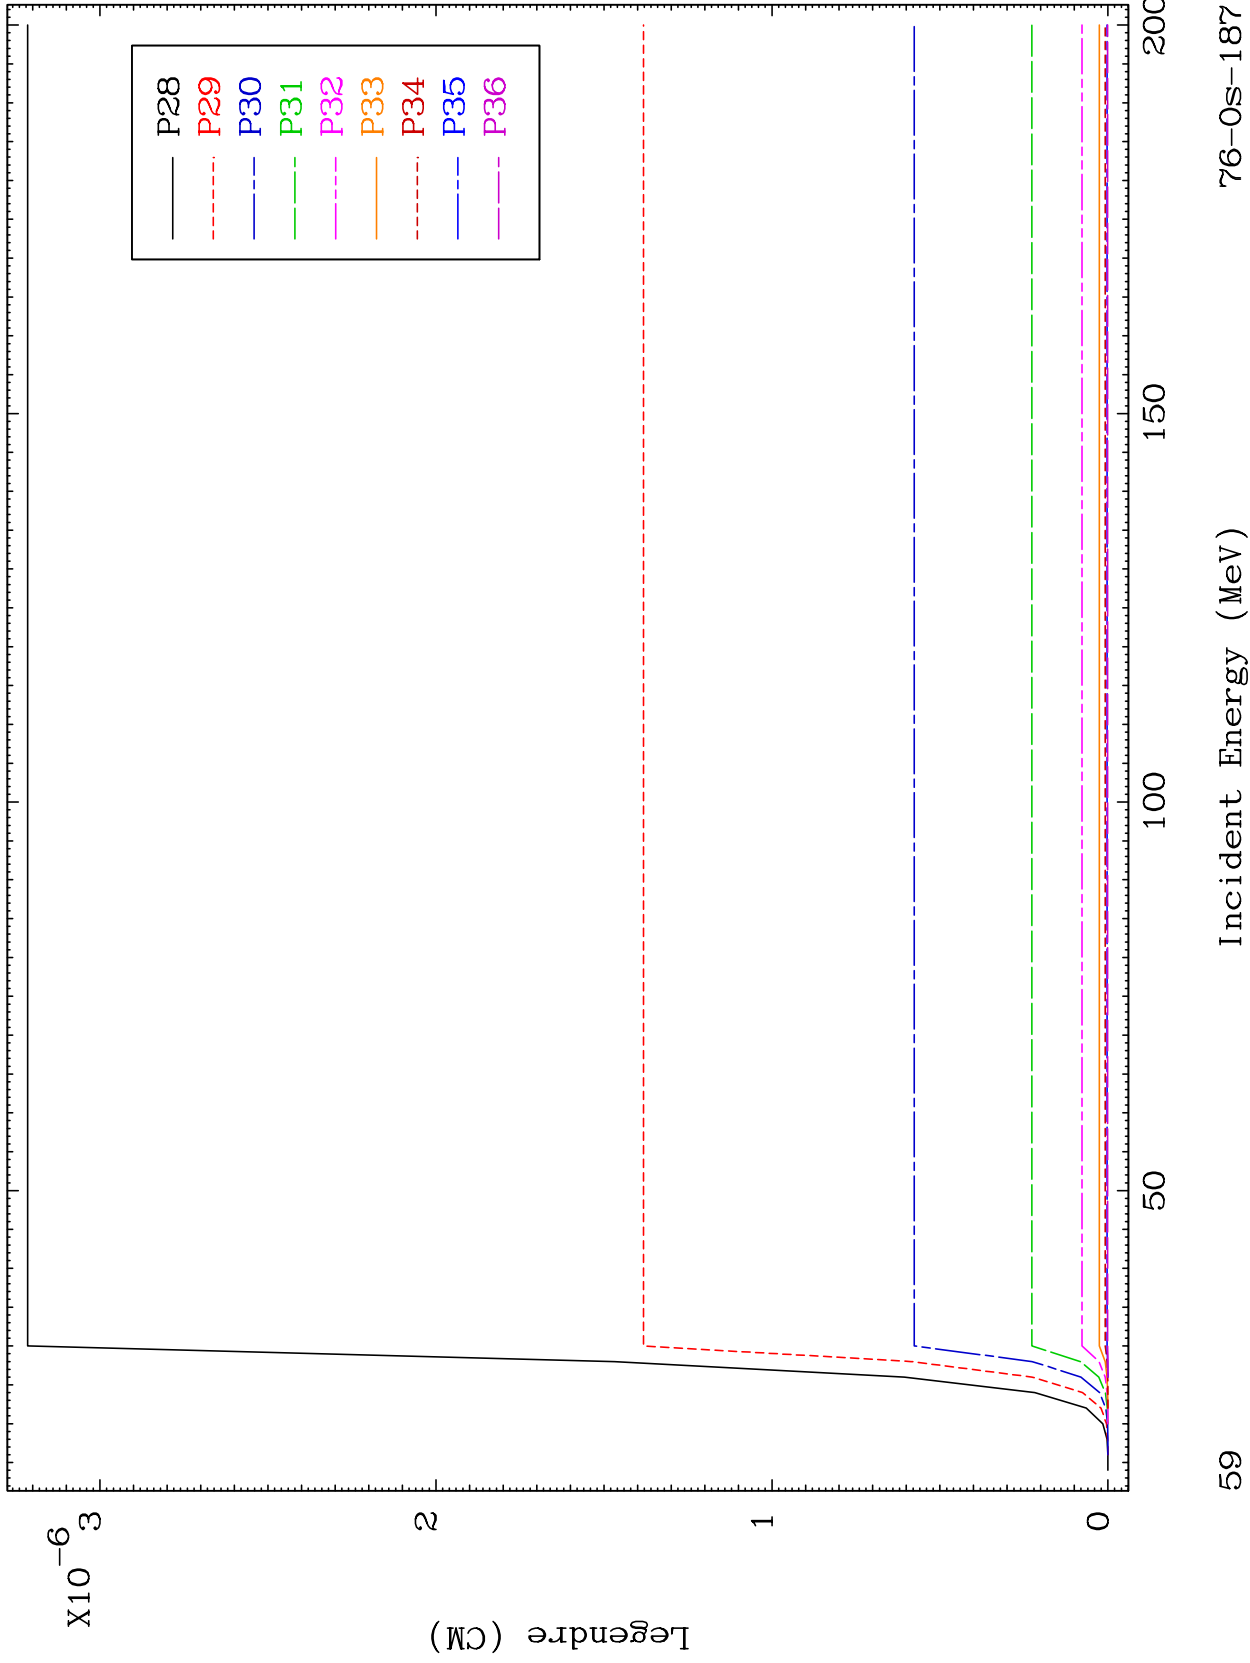 X10-6
3
2
1
0
Legendre (CM)
P28
P29
P30
P31
P32
P33
P34
P35
P36
50
100
150
200
59
Incident Energy (MeV)
76-Os-187